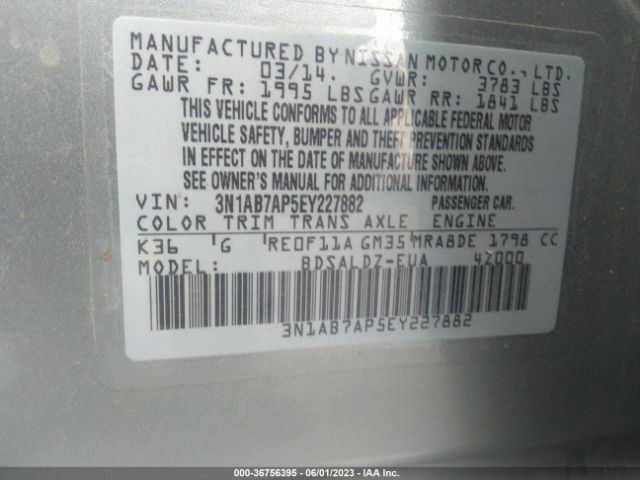 MANUFACTURED BY NISSAN MOTOR CO., LTD.
DATE: 03/14. GVWR: 3783 LBS
GAWR FR: 1995 LBS GAWR RR: 1841 LBS
THIS VEHICLE CONFORMS TO ALL APPLICABLE FEDERAL MOTOR
VEHICLE SAFETY, BUMPER AND THEFT PREVENTION STANDARDS
IN EFFECT ON THE DATE OF MANUFACTURE SHOWN ABOVE.
SEE OWNER'S MANUAL FOR ADDITIONAL INFORMATION.
VIN: 3N1AB7AP5EY227882 PASSENGER CAR.
COLOR TRIM TRANS AXLE ENGINE
K36 G RE0F11A GM35 MRA8DE 1798 CC
MODEL: BDSALDZ-EUA 4X000
3N1AB7AP5EY227882
000-36756395 - 06/01/2023 - IAA Inc.